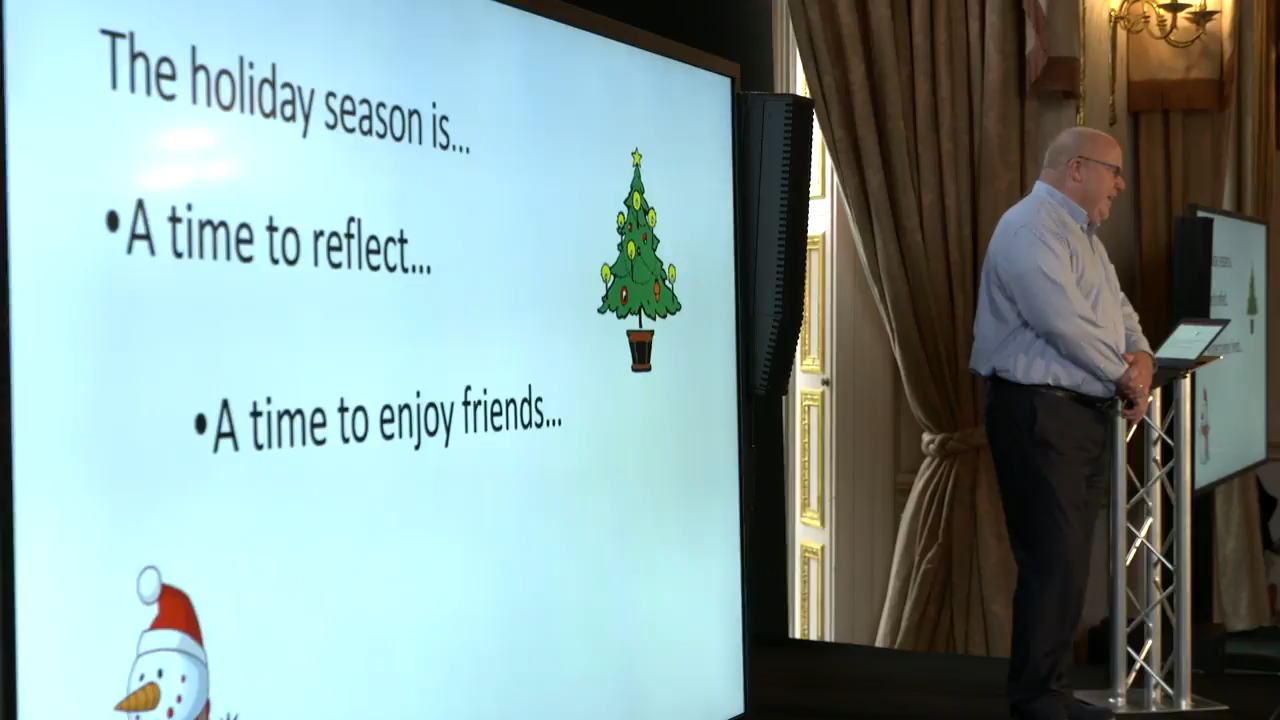 The holiday season is...
•A time to reflect...
•A time to enjoy friends...